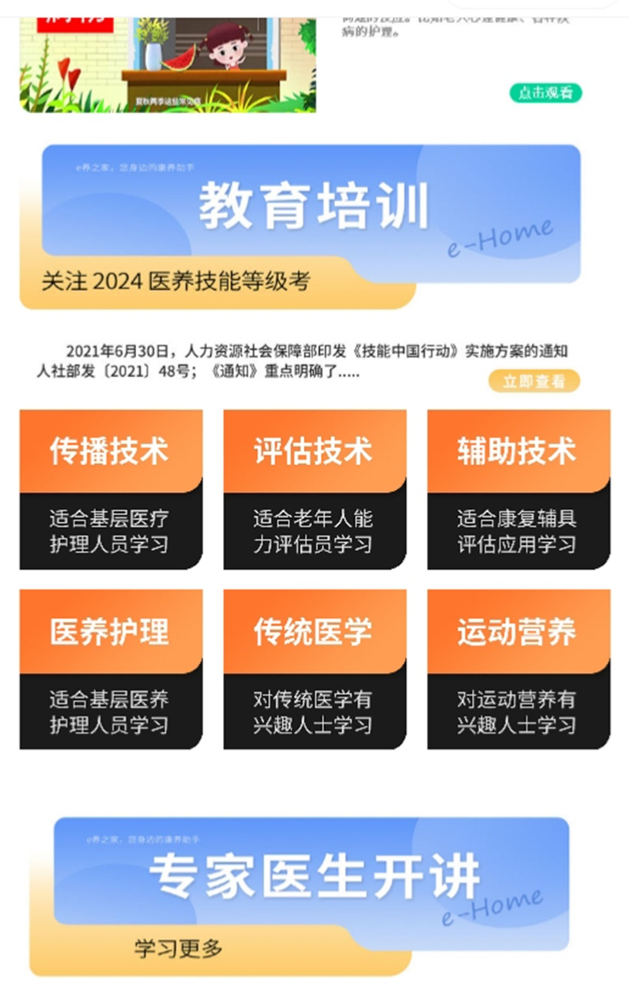 病的护理。
点击观看
e养之家，您身边的康养助手
教育培训
e-Home
关注 2024 医养技能等级考
2021年6月30日，人力资源社会保障部印发《技能中国行动》实施方案的通知
人社部发〔2021〕48号；《通知》重点明确了.....
立即查看
传播技术
适合基层医疗
护理人员学习
评估技术
适合老年人能
力评估员学习
辅助技术
适合康复辅具
评估应用学习
医养护理
适合基层医养
护理人员学习
传统医学
对传统医学有
兴趣人士学习
运动营养
对运动营养有
兴趣人士学习
e养之家，您身边的康养助手
专家医生开讲
e-Home
学习更多